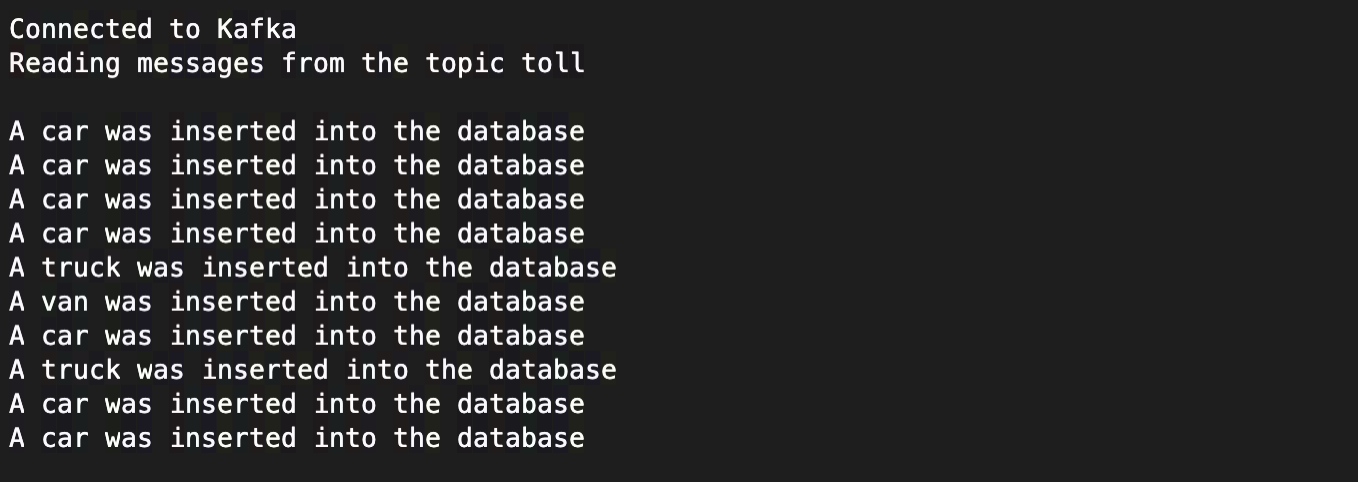 Connected to Kafka
Reading messages from the topic toll
A car was inserted into the database
A car was inserted into the database
A car was inserted into the database
A car was inserted into the database
A truck was inserted into the database
A van was inserted into the database
A car was inserted into the database
A truck was inserted into the database
A car was inserted into the database
A car was inserted into the database